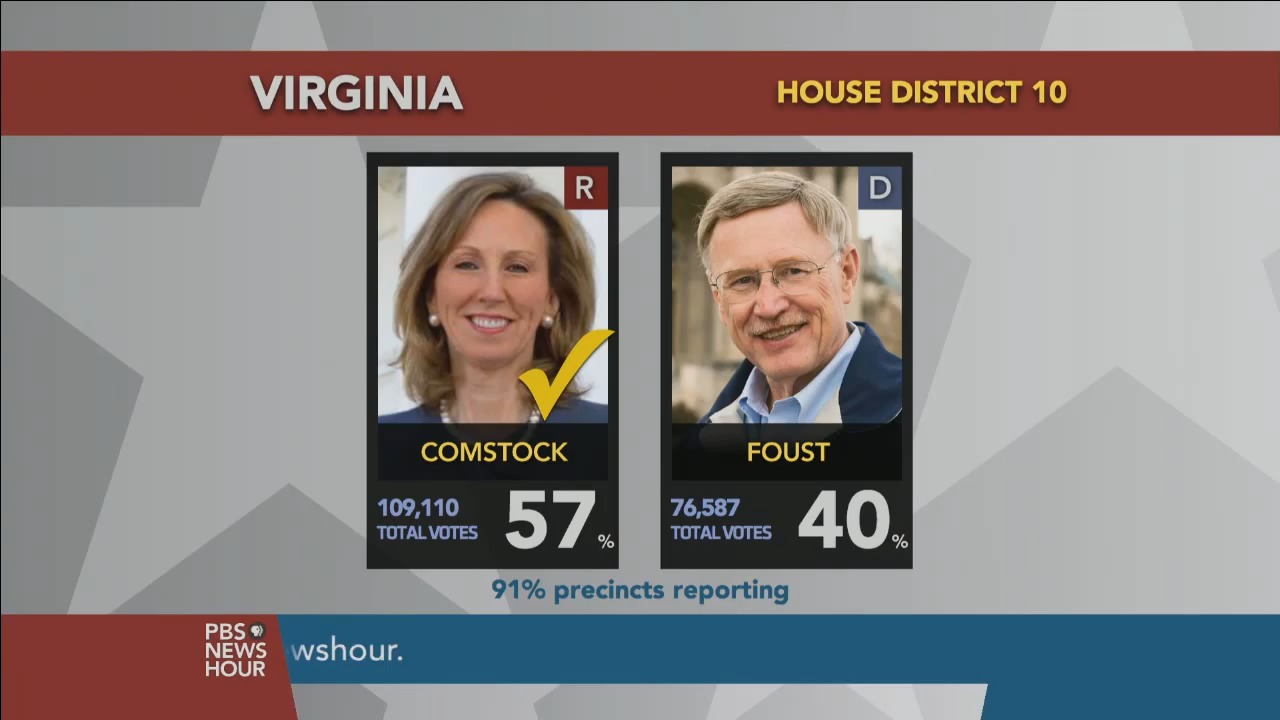 VIRGINIA
HOUSE DISTRICT 10
R
D
COMSTOCK
FOUST
109,110
TOTAL VOTES
57%
76,587
TOTAL VOTES
40%
91% precincts reporting
PBS
NEWS
HOUR
wshour.